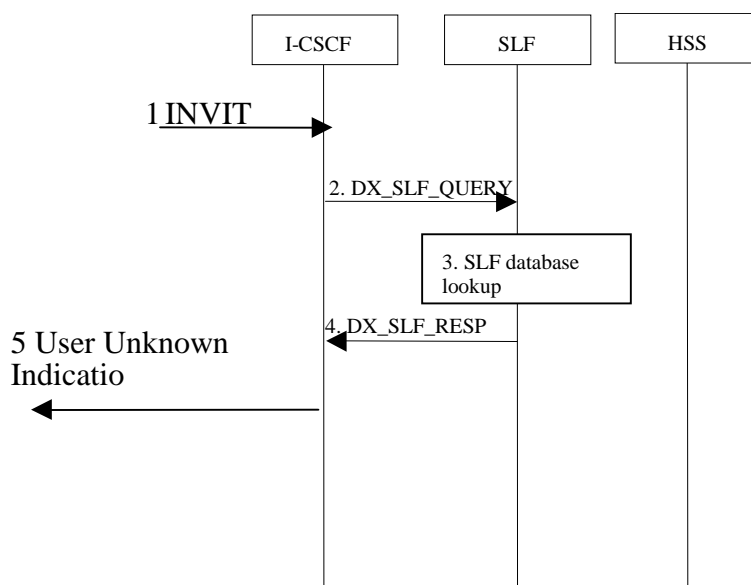 I-CSCF
SLF
HSS
1 INVIT
2. DX_SLF_QUERY
3. SLF database
lookup
4. DX_SLF_RESP
5 User Unknown
Indicatio